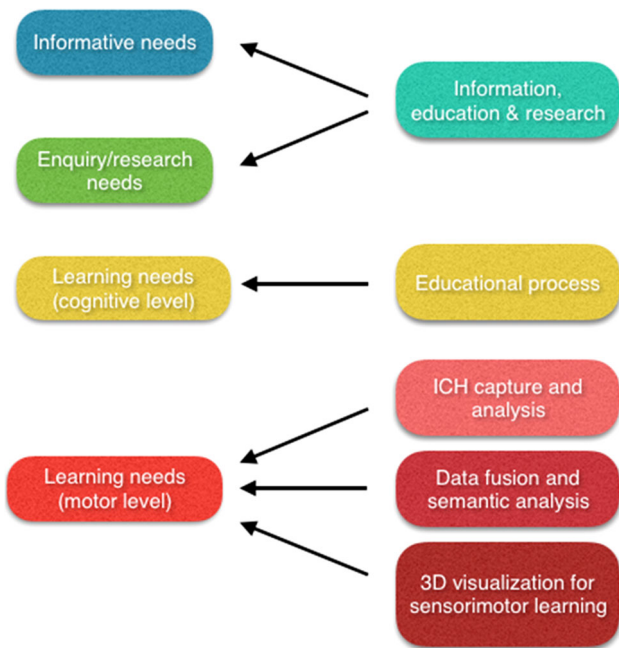 Informative needs
Information,
education & research
Enquiry/research
needs
Learning needs
(cognitive level)
Educational process
ICH capture and
analysis
Learning needs
(motor level)
Data fusion and
semantic analysis
3D visualization for
sensorimotor learning